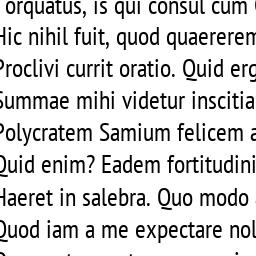 orquatus, is qui consul cum
Hic nihil fuit, quod quaererem
Proclivi currit oratio. Quid erg
Summae mihi videtur inscitia
Polycratem Samium felicem a
Quid enim? Eadem fortitudini
Haeret in salebra. Quo modo
Quod iam a me expectare nol